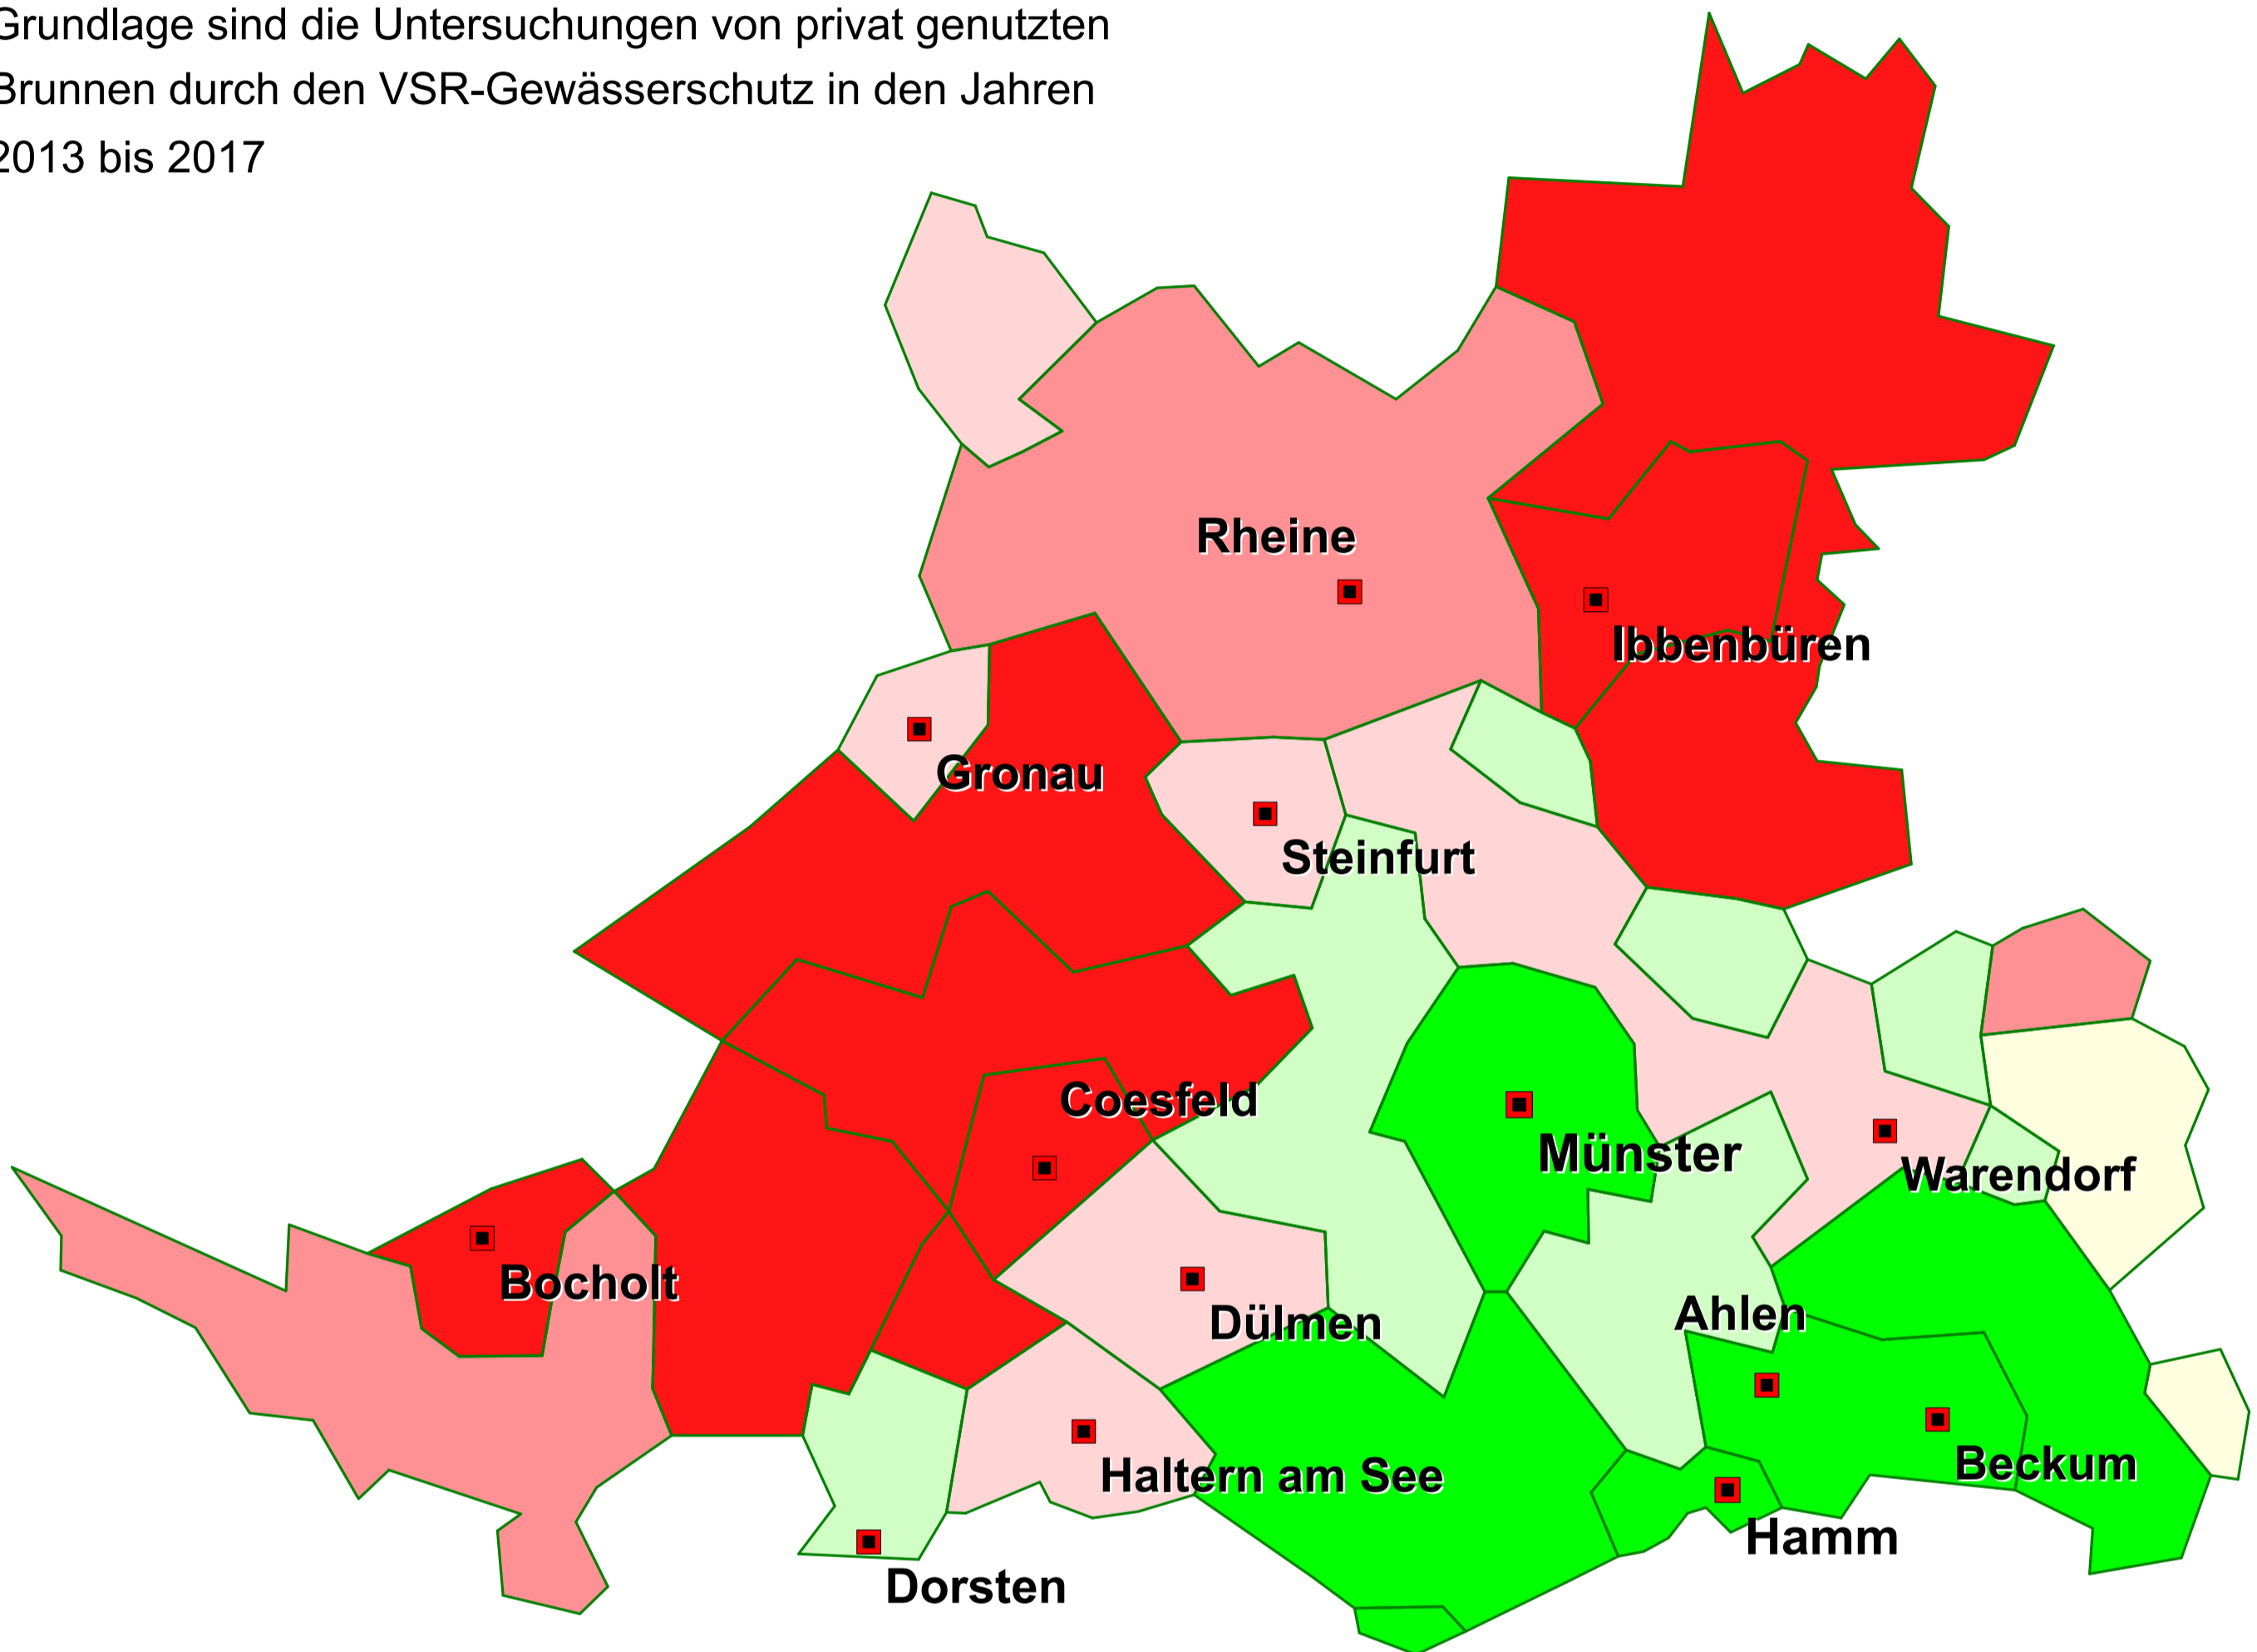 Grundlage sind die Untersuchungen von privat genutzten
Brunnen durch den VSR-Gewässerschutz in den Jahren
2013 bis 2017
Rheine
Ibbenbüren
Gronau
Steinfurt
Coesfeld
Münster
Warendorf
Bocholt
Dülmen
Ahlen
Haltern am See
Beckum
Hamm
Dorsten